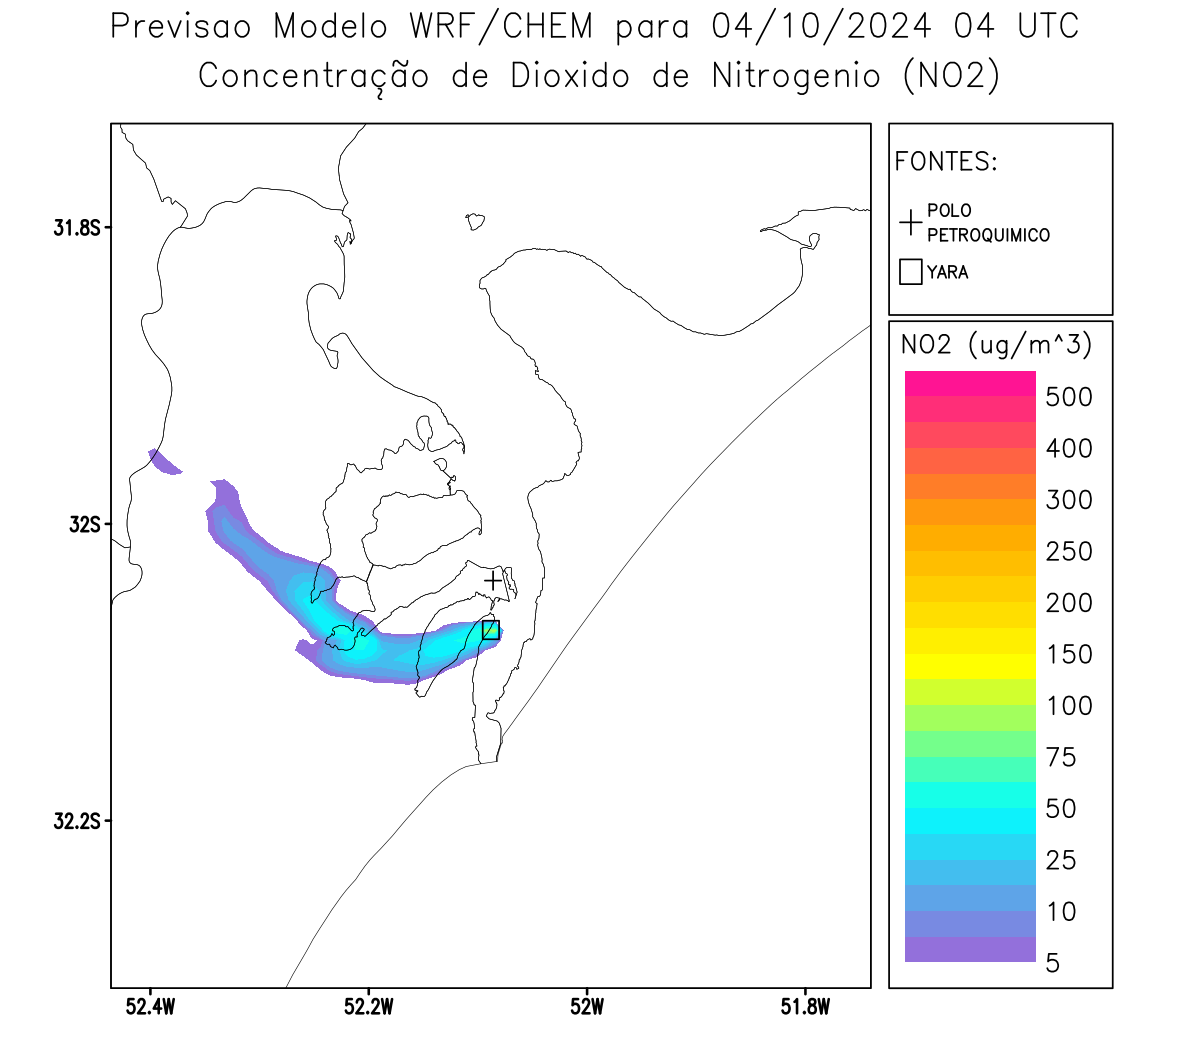 Previsao Modelo WRF/CHEM para 04/10/2024 04 UTC
Concentração de Dioxido de Nitrogenio (NO2)
FONTES:
POLO
PETROQUIMICO
YARA
NO2 (ug/m^3)
500
400
300
250
200
150
100
75
50
25
10
5
31.8S
32S
32.2S
52.4W
52.2W
52W
51.8W